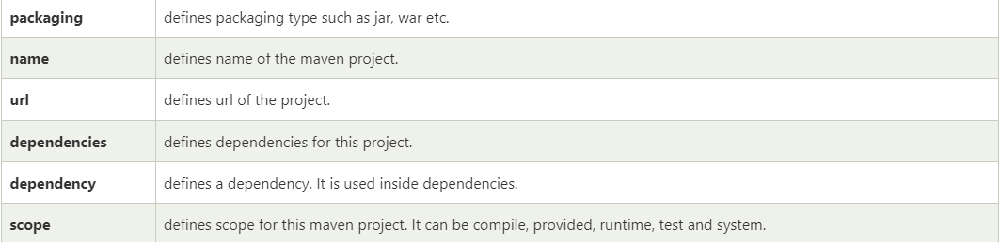 packaging defines packaging type such as jar, war etc.
name defines name of the maven project.
url defines url of the project.
dependencies defines dependencies for this project.
dependency defines a dependency. It is used inside dependencies.
scope defines scope for this maven project. It can be compile, provided, runtime, test and system.